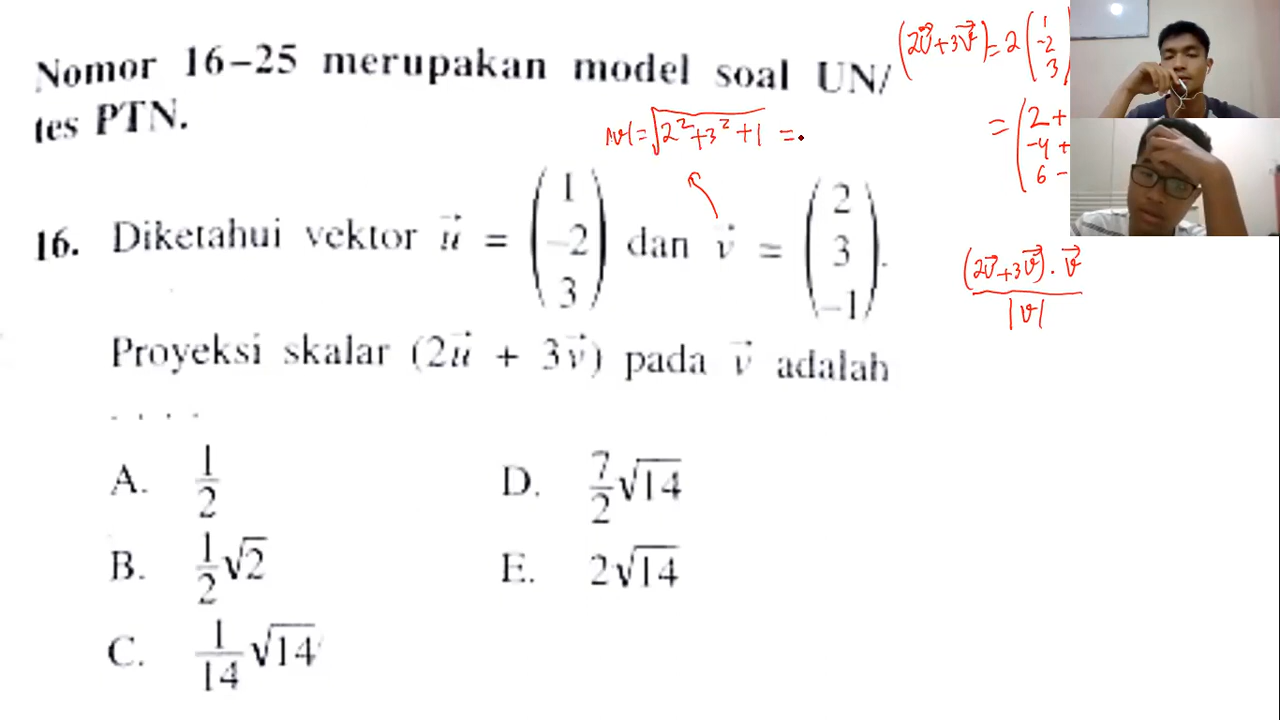 Nomor 16–25 merupakan model soal UN/
tes PTN.
16. Diketahui vektor u⃗ = (1 -2 3) dan v⃗ = (2 3 -1).
Proyeksi skalar (2u⃗ + 3v⃗) pada v⃗ adalah
. . . .
A. 1/2
B. 1/2 √2
C. 1/14 √14
D. 7/2 √14
E. 2√14
(2u⃗+3v⃗) = 2 (1 -2 3)
= (2+ -4+ 6-
|v| = √2² + 3² + 1 =
(2u⃗+3v⃗) . v⃗ / |v|